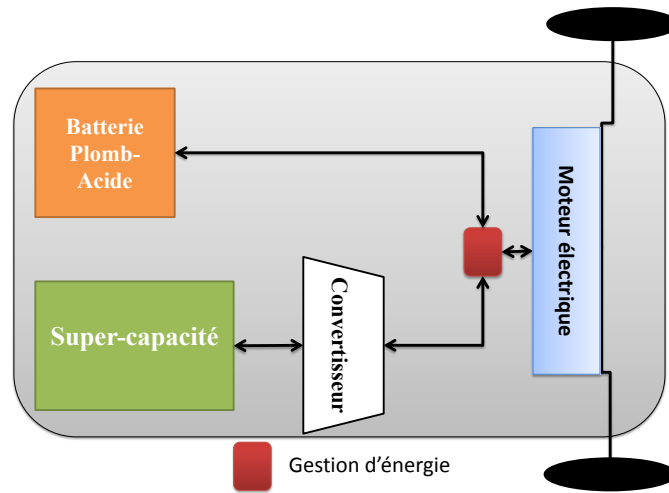 Batterie
Plomb-
Acide
Super-capacité
Convertisseur
Moteur électrique
Gestion d'énergie